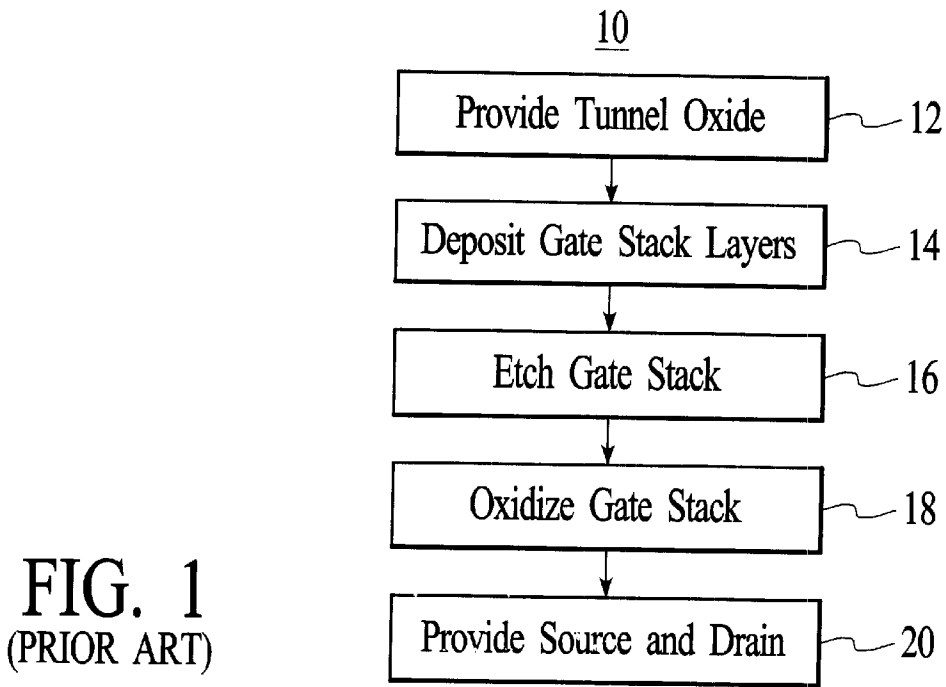 10
Provide Tunnel Oxide 12
Deposit Gate Stack Layers 14
Etch Gate Stack 16
Oxidize Gate Stack 18
Provide Source and Drain 20
FIG. 1
(PRIOR ART)